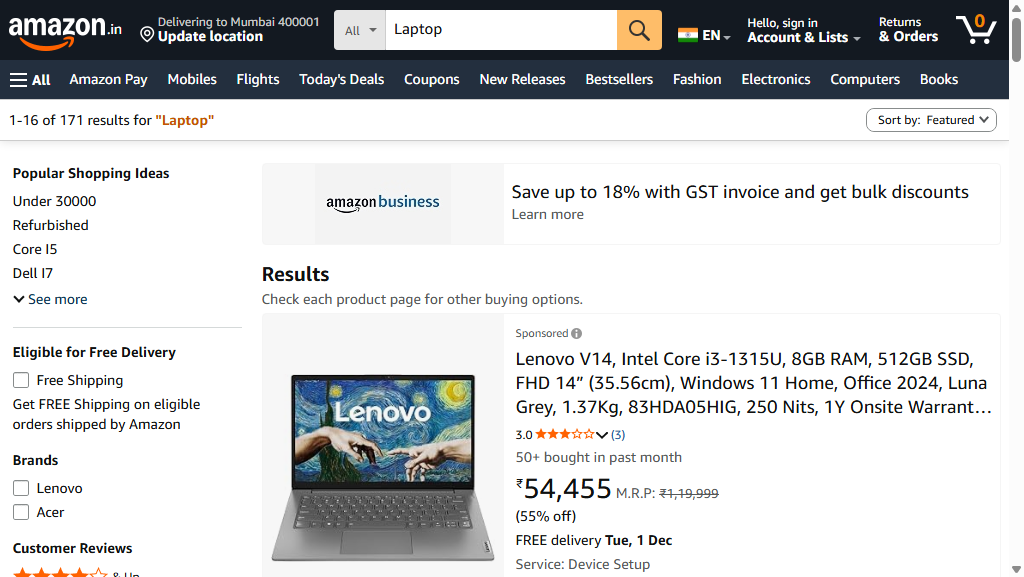 amazon.in
Delivering to Mumbai 400001
Update location
All
Laptop
EN
Hello, sign in
Account & Lists
Returns
& Orders
0
All
Amazon Pay
Mobiles
Flights
Today's Deals
Coupons
New Releases
Bestsellers
Fashion
Electronics
Computers
Books
1-16 of 171 results for "Laptop"
Sort by: Featured
Popular Shopping Ideas
Under 30000
Refurbished
Core I5
Dell I7
See more
Eligible for Free Delivery
Free Shipping
Get FREE Shipping on eligible
orders shipped by Amazon
Brands
Lenovo
Acer
Customer Reviews
& Up
amazon business
Save up to 18% with GST invoice and get bulk discounts
Learn more
Results
Check each product page for other buying options.
Lenovo
Sponsored
Lenovo V14, Intel Core i3-1315U, 8GB RAM, 512GB SSD,
FHD 14” (35.56cm), Windows 11 Home, Office 2024, Luna
Grey, 1.37Kg, 83HDA05HIG, 250 Nits, 1Y Onsite Warrant…
3.0 (3)
50+ bought in past month
₹54,455 M.R.P: ₹1,19,999
(55% off)
FREE delivery Tue, 1 Dec
Service: Device Setup